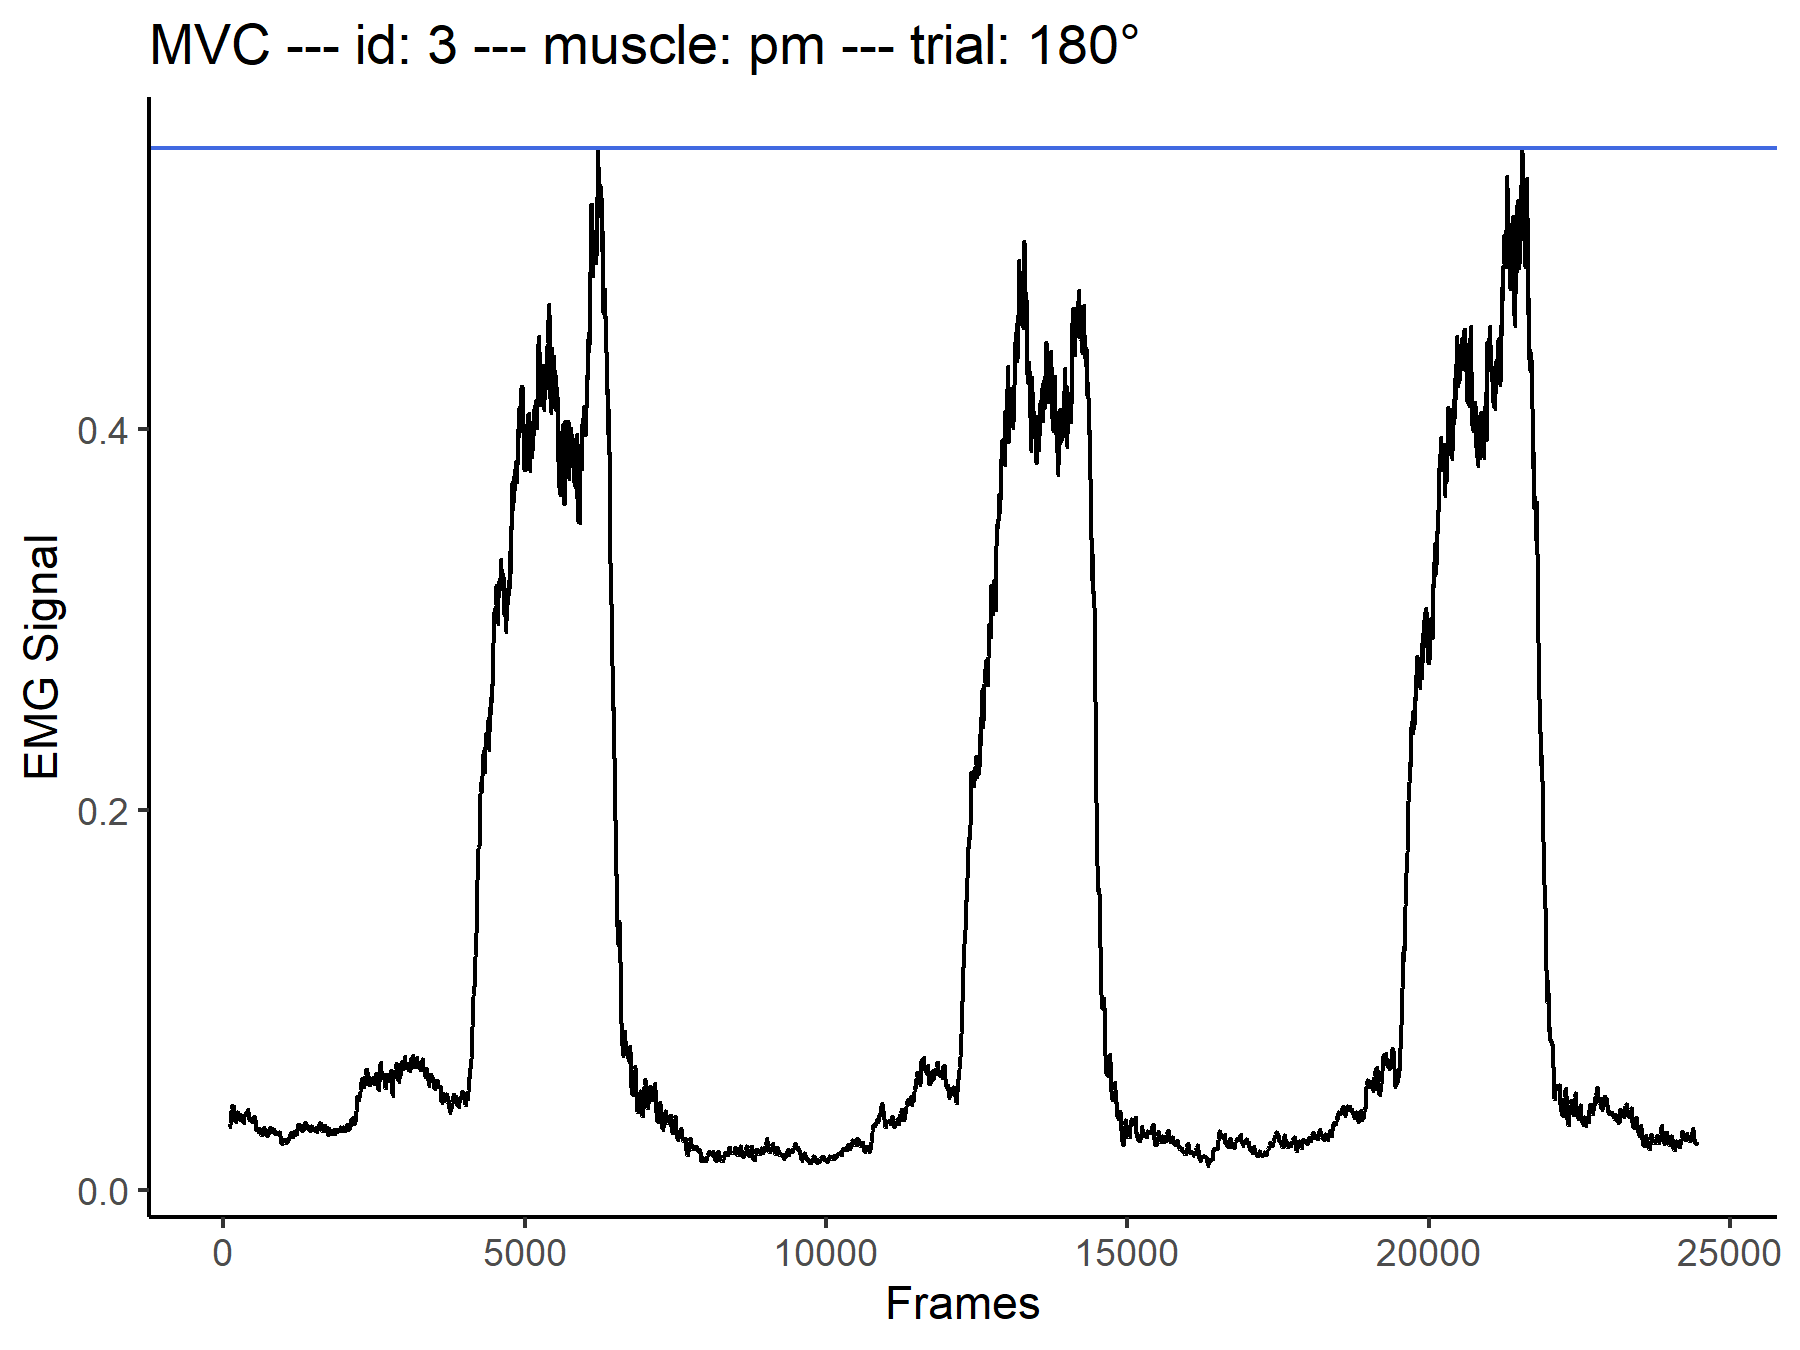 MVC --- id: 3 --- muscle: pm --- trial: 180°
EMG Signal
0.4
0.2
0.0
0 5000 10000 15000 20000 25000
Frames